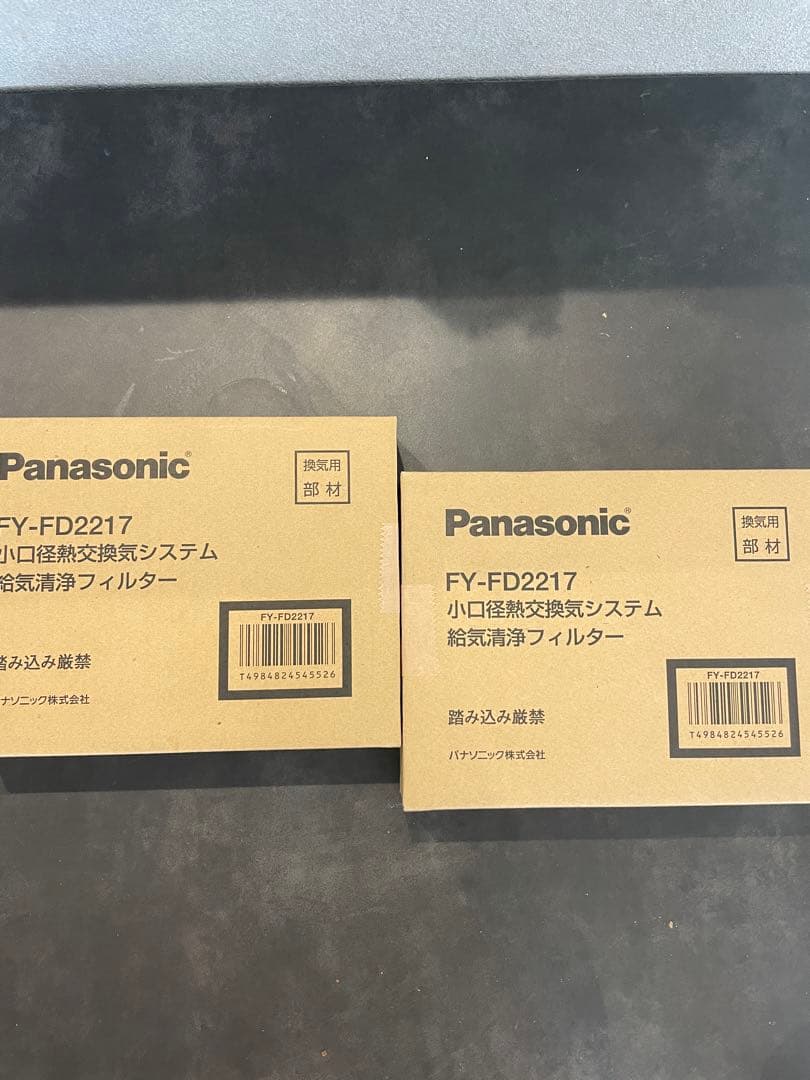 Panasonic®
換気用
部材
FY-FD2217
小口径熱交換気システム
給気清浄フィルター
FY-FD2217
T4984824545526
踏み込み厳禁
ナソニック株式会社
Panasonic®
換気用
部材
FY-FD2217
小口径熱交換気システム
給気清浄フィルター
FY-FD2217
T4984824545526
踏み込み厳禁
パナソニック株式会社